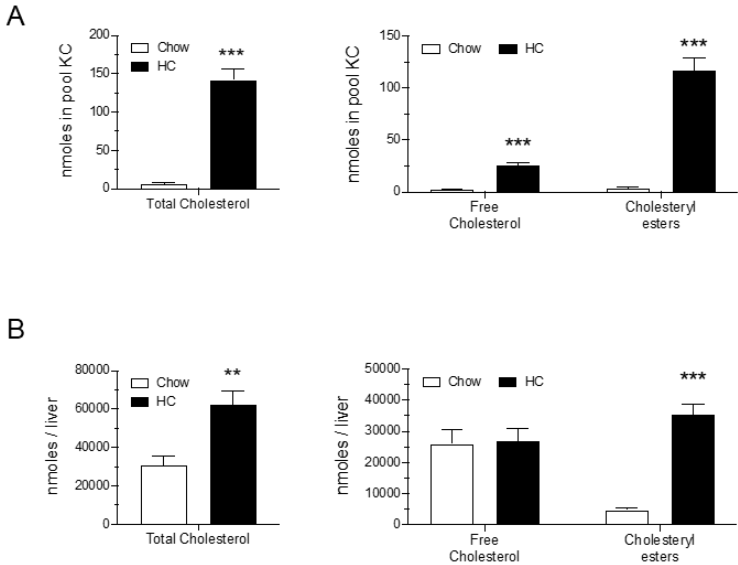 A
nmoles in pool KC
200
150
100
50
0
Chow
HC
***
Total Cholesterol
nmoles in pool KC
150
100
50
0
Chow
HC
***
***
Free
Cholesterol
Cholesteryl
esters
B
nmoles / liver
80000
60000
40000
20000
0
Chow
HC
**
Total Cholesterol
nmoles / liver
50000
40000
30000
20000
10000
0
Chow
HC
***
Free
Cholesterol
Cholesteryl
esters